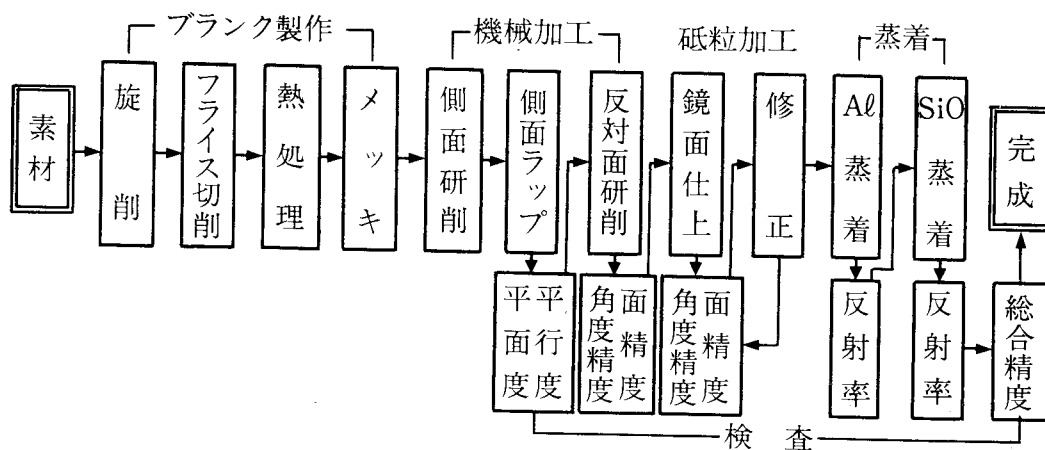 ブランク製作
機械加工
砥粒加工
蒸着
素材
旋削
フライス切削
熱処理
メッキ
側面研削
側面ラップ
反対面研削
鏡面仕上
修正
Aℓ蒸着
SiO蒸着
完成
平行度
平面度
面精度
角度精度
面精度
角度精度
反射率
反射率
総合精度
検査